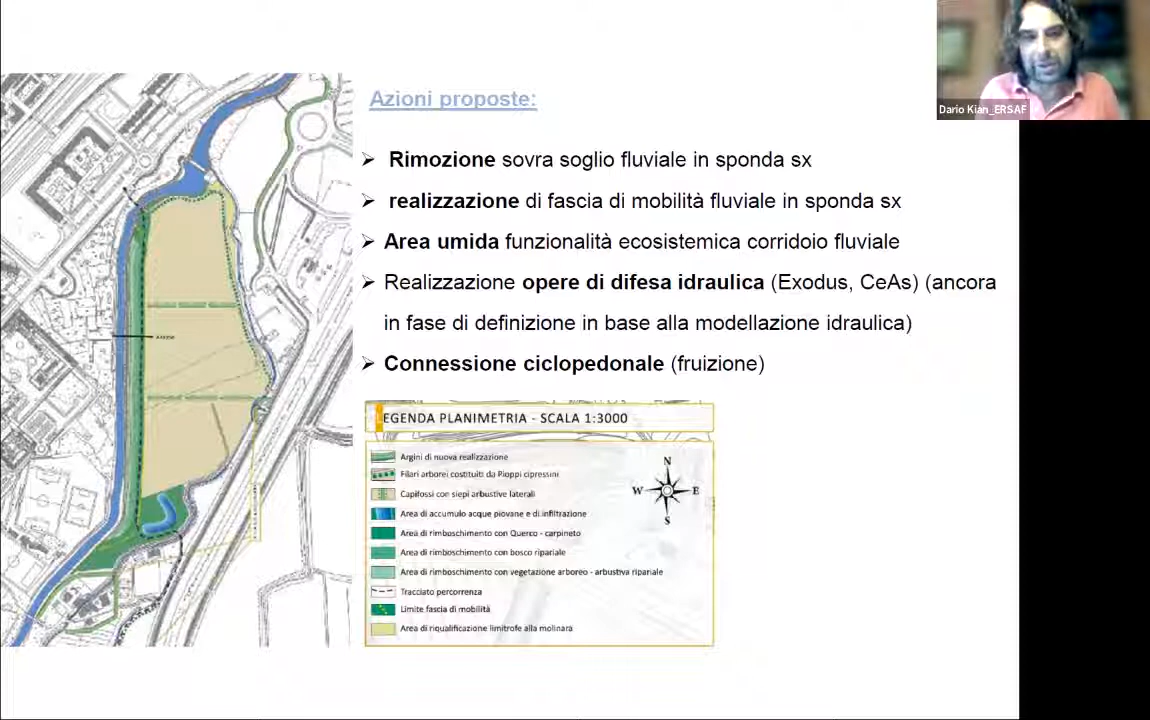 Dario Kian_ERSAF
Azioni proposte:
➢ Rimozione sovra soglio fluviale in sponda sx
➢ realizzazione di fascia di mobilità fluviale in sponda sx
➢ Area umida funzionalità ecosistemica corridoio fluviale
➢ Realizzazione opere di difesa idraulica (Exodus, CeAs) (ancora
in fase di definizione in base alla modellazione idraulica)
➢ Connessione ciclopedonale (fruizione)
EGENDA PLANIMETRIA - SCALA 1:3000
Argini di nuova realizzazione
Filari arborei costituiti da Pioppi cipressini
Capifossi con siepi arbustive laterali
Area di accumulo acque piovane e di infiltrazione
Area di rimboschimento con Querco - carpineto
Area di rimboschimento con bosco ripariale
Area di rimboschimento con vegetazione arboreo - arbustiva ripariale
Tracciato percorrenza
Limite fascia di mobilità
Area di riqualificazione limitrofe alla molinara
N
W E
S